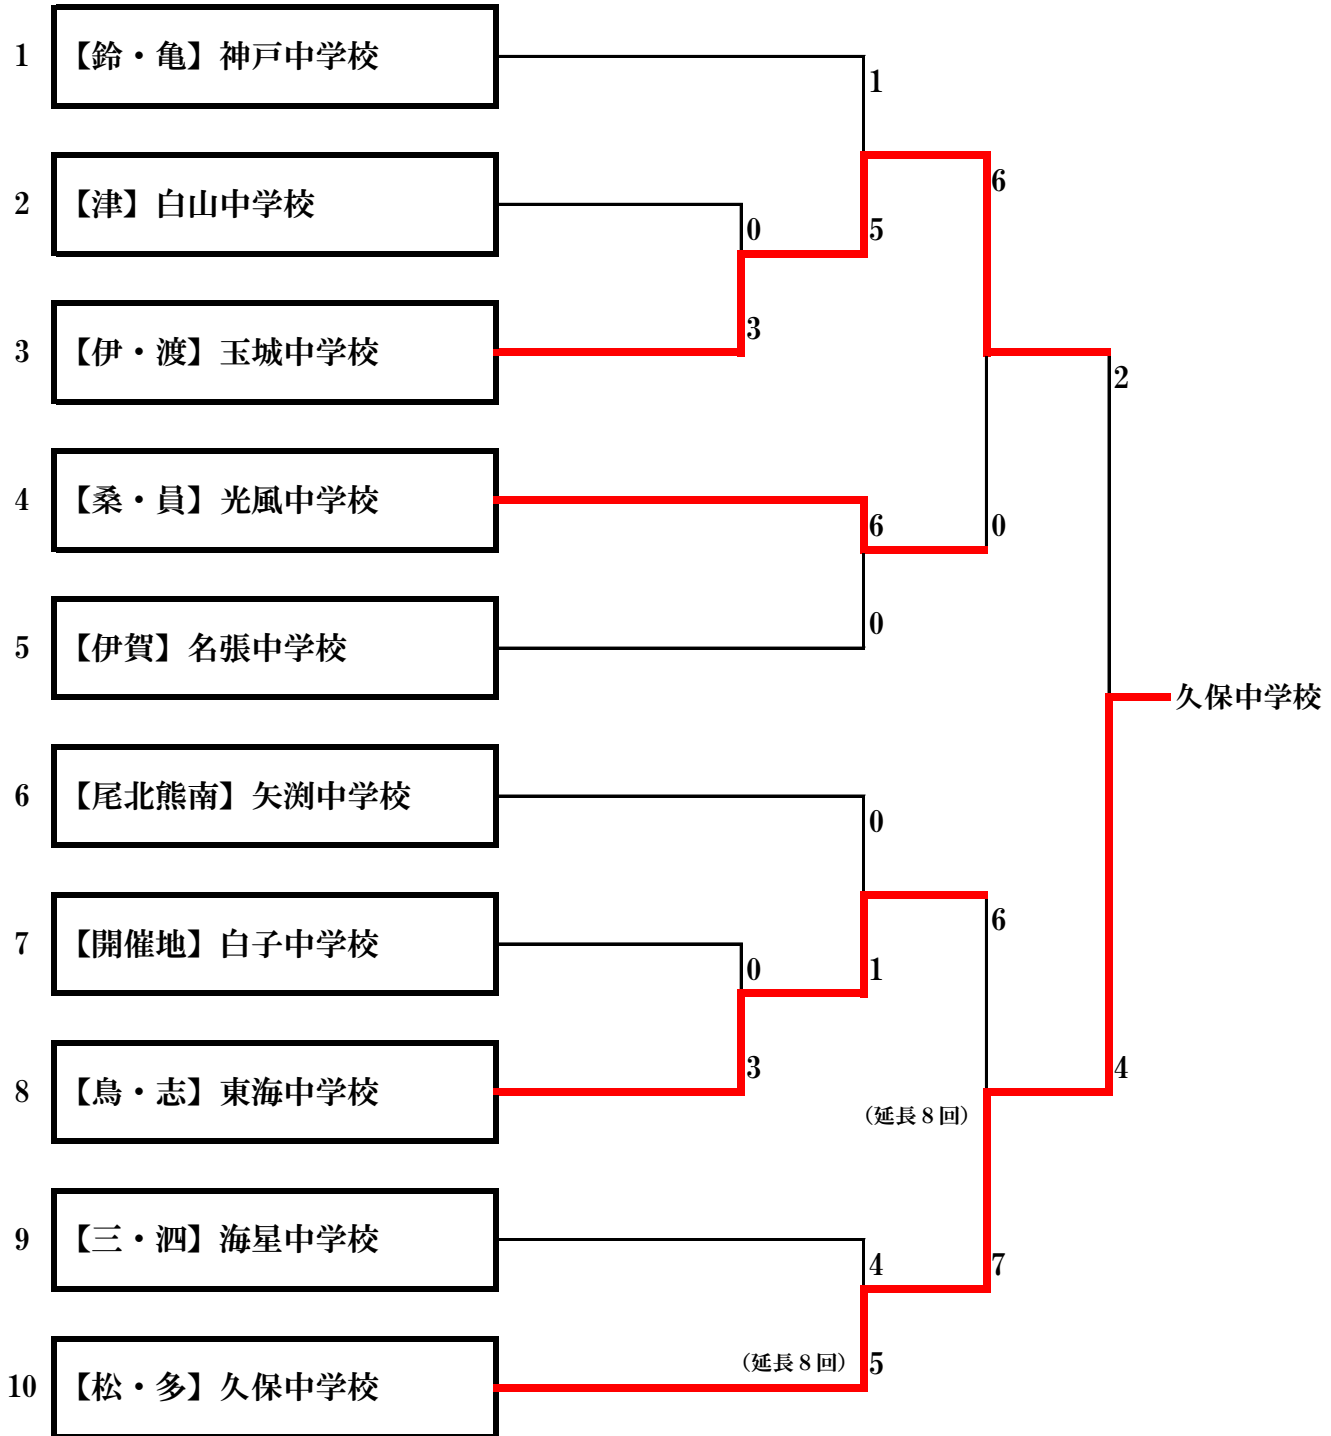 1 【鈴・亀】神戸中学校
1
2 【津】白山中学校
6
0
5
3 【伊・渡】玉城中学校
3
2
4 【桑・員】光風中学校
6
0
0
5 【伊賀】名張中学校
久保中学校
6 【尾北熊南】矢渕中学校
0
6
7 【開催地】白子中学校
0
1
3
4
8 【鳥・志】東海中学校
（延長８回）
9 【三・泗】海星中学校
4
7
（延長８回）
5
10 【松・多】久保中学校